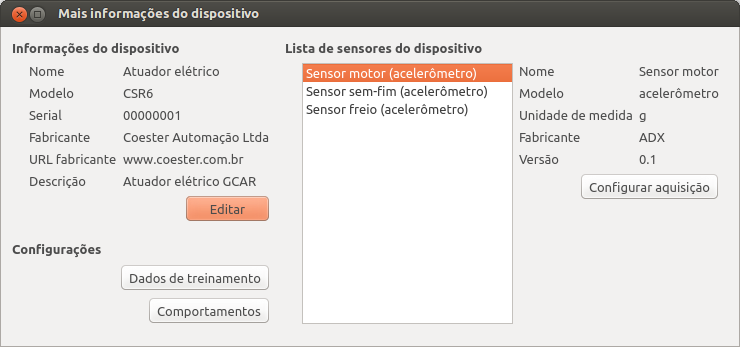 Mais informações do dispositivo
Informações do dispositivo
Nome Atuador elétrico
Modelo CSR6
Serial 00000001
Fabricante Coester Automação Ltda
URL fabricante www.coester.com.br
Descrição Atuador elétrico GCAR
Editar
Configurações
Dados de treinamento
Comportamentos
Lista de sensores do dispositivo
Sensor motor (acelerômetro)
Sensor sem-fim (acelerômetro)
Sensor freio (acelerômetro)
Nome Sensor motor
Modelo acelerômetro
Unidade de medida g
Fabricante ADX
Versão 0.1
Configurar aquisição